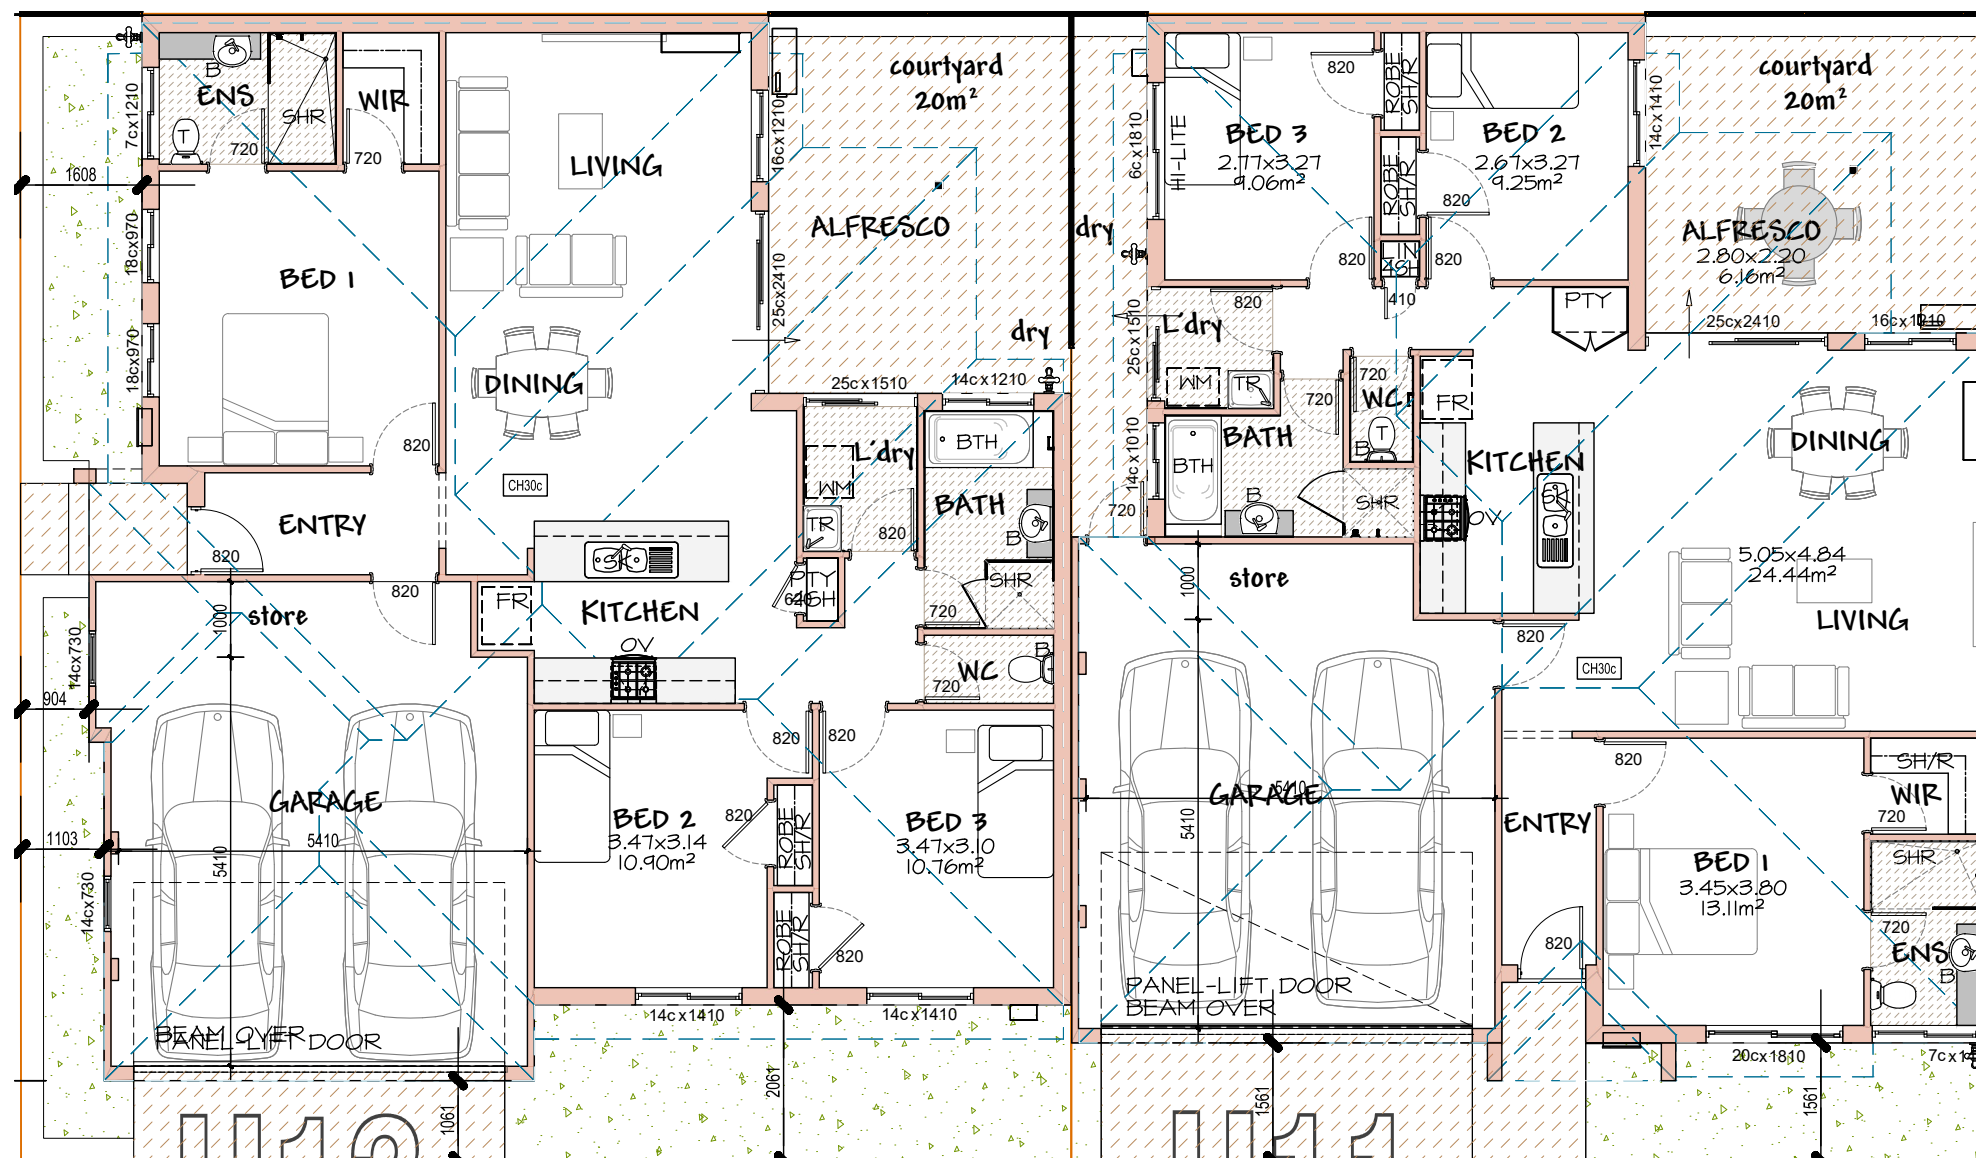 courtyard
20m²
courtyard
20m²
ENS
B
SHR
T
720
WIR
720
7cx1210
1608
18cx970
18cx970
LIVING
16cx1210
25cx2410
ALFRESCO
dry
BED 1
820
DINING
CH30c
25cx1510
14cx1210
L'dry
WM
TR
820
BTH
BATH
B
SHR
720
ENTRY
820
820
store
1000
14cx730
904
FR
SK
KITCHEN
OV
PTY
620
WC
B
720
GARAGE
5410
5410
1103
14cx730
BEAM OVER
PANEL-LIFT DOOR
BED 2
3.47x3.14
10.90m²
820
820
820
ROBE
SH/R
ROBE
SH/R
820
BED 3
3.47x3.10
10.76m²
14cx1410
14cx1410
1061
2061
U12
dry
6cx1810
HI-LITE
BED 3
2.77x3.27
9.06m²
820
820
ROBE
SH/R
ROBE
SH/R
LIN
4SH
BED 2
2.67x3.27
9.25m²
820
820
14cx1410
ALFRESCO
2.80x2.20
6.16m²
25cx2410
16cx1210
25cx1510
L'dry
820
410
PTY
WM
TR
720
720
WC
T
B
FR
14cx1010
BATH
BTH
B
SHR
720
KITCHEN
SK
OV
DINING
5.05x4.84
24.44m²
LIVING
CH30c
store
1000
820
GARAGE
5410
5410
PANEL-LIFT DOOR
BEAM OVER
ENTRY
820
820
BED 1
3.45x3.80
13.11m²
SH/R
WIR
720
SHR
720
ENS
B
20cx1810
1561
1561
U11